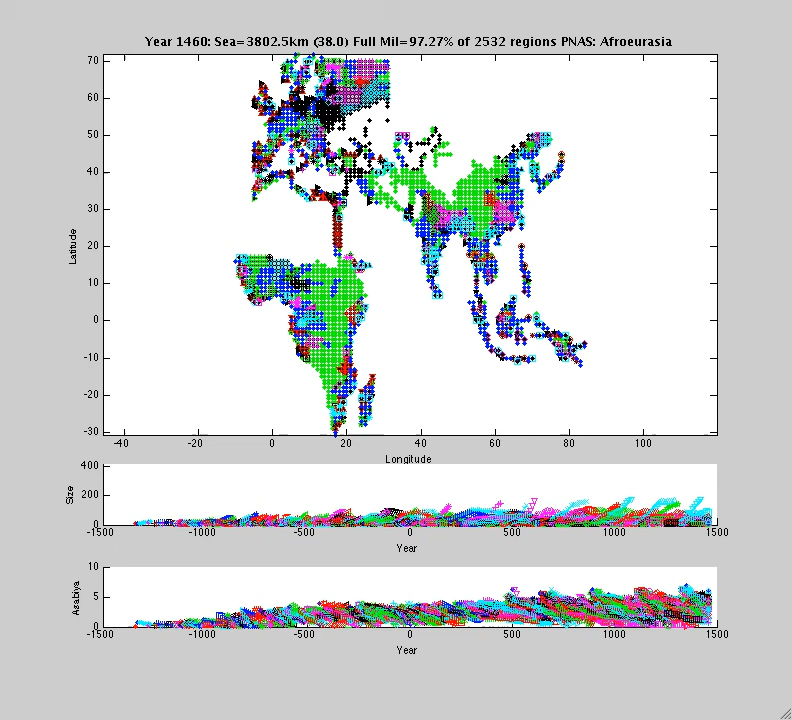 Year 1460: Sea=3802.5km (38.0) Full Mil=97.27% of 2532 regions PNAS: Afroeurasia
70
60
50
40
30
20
10
0
-10
-20
-30
Latitude
-40 -20 0 20 40 60 80 100
Longitude
400
200
0
Size
-1500 -1000 -500 0 500 1000 1500
Year
10
5
0
Asabiya
-1500 -1000 -500 0 500 1000 1500
Year